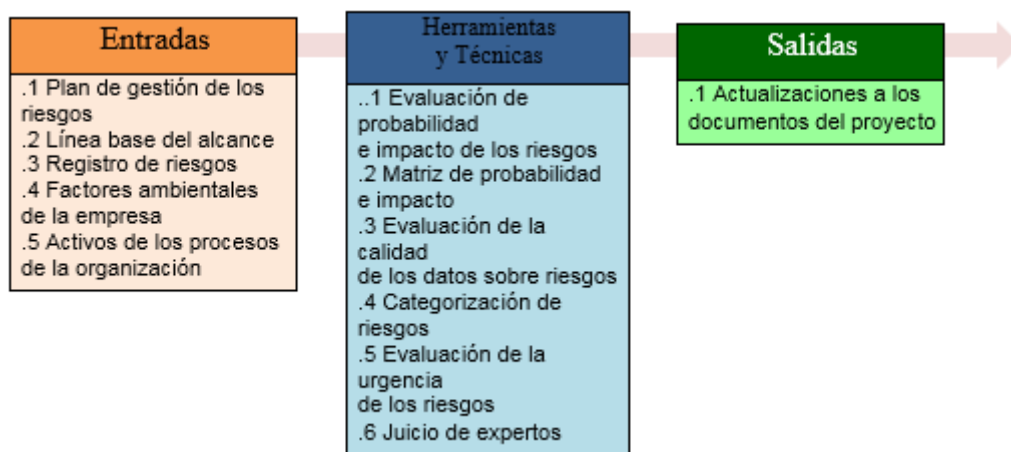 Entradas
.1 Plan de gestión de los
riesgos
.2 Línea base del alcance
.3 Registro de riesgos
.4 Factores ambientales
de la empresa
.5 Activos de los procesos
de la organización
Herramientas
y Técnicas
..1 Evaluación de
probabilidad
e impacto de los riesgos
.2 Matriz de probabilidad
e impacto
.3 Evaluación de la
calidad
de los datos sobre riesgos
.4 Categorización de
riesgos
.5 Evaluación de la
urgencia
de los riesgos
.6 Juicio de expertos
Salidas
.1 Actualizaciones a los
documentos del proyecto